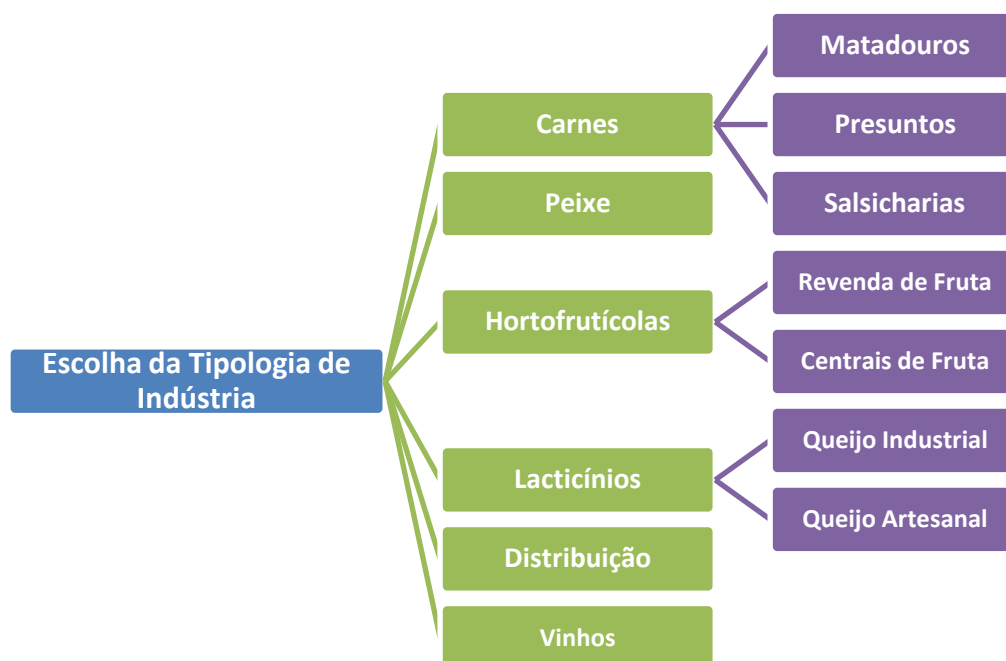 Escolha da Tipologia de
Indústria
Carnes
Matadouros
Presuntos
Salsicharias
Peixe
Hortofrutícolas
Revenda de Fruta
Centrais de Fruta
Lacticínios
Queijo Industrial
Queijo Artesanal
Distribuição
Vinhos